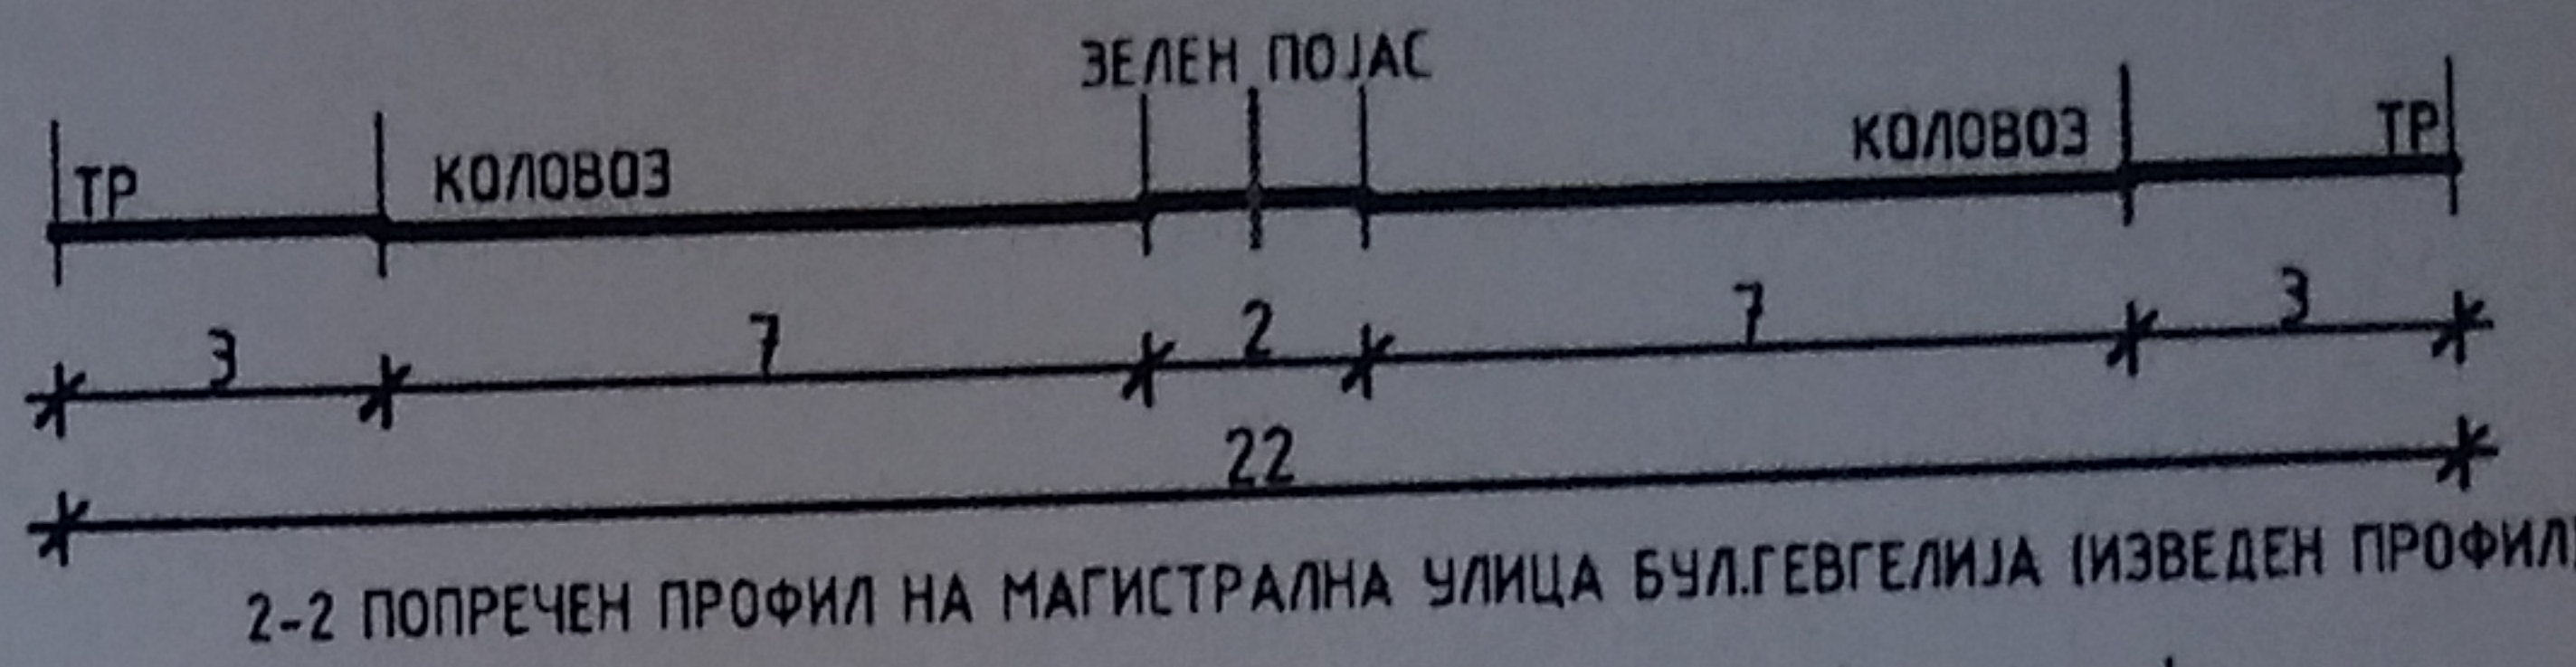 ЗЕЛЕН ПОЈАС
ТР КОЛОВОЗ КОЛОВОЗ ТР
3 7 2 7 3
22
2-2 ПОПРЕЧЕН ПРОФИЛ НА МАГИСТРАЛНА УЛИЦА БУЛ.ГЕВГЕЛИЈА (ИЗВЕДЕН ПРОФИЛ)